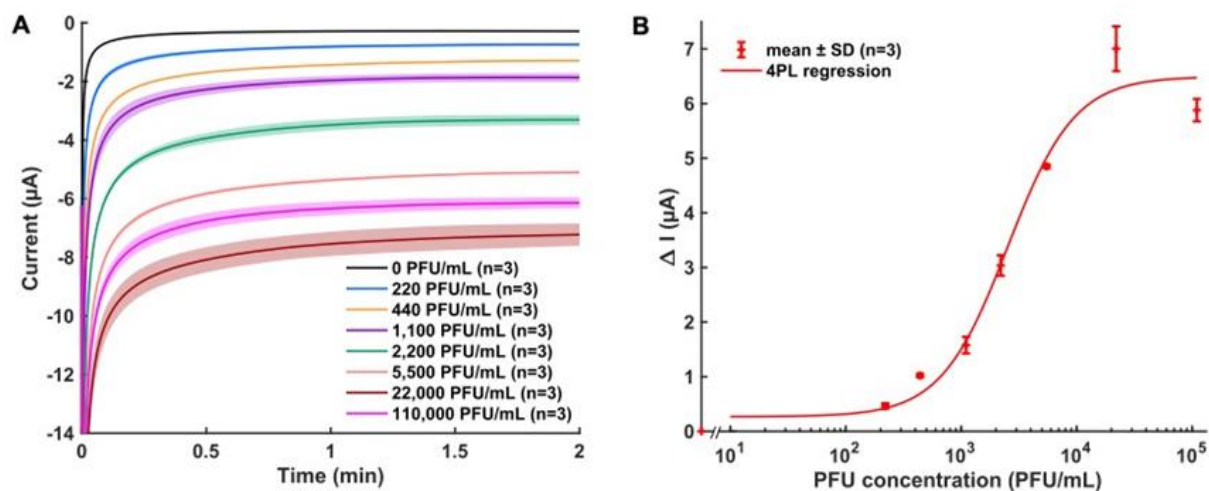 A
Current (µA)
0
-2
-4
-6
-8
-10
-12
-14
0 PFU/mL (n=3)
220 PFU/mL (n=3)
440 PFU/mL (n=3)
1,100 PFU/mL (n=3)
2,200 PFU/mL (n=3)
5,500 PFU/mL (n=3)
22,000 PFU/mL (n=3)
110,000 PFU/mL (n=3)
0 0.5 1 1.5 2
Time (min)
B
Δ I (µA)
7
6
5
4
3
2
1
0
mean ± SD (n=3)
4PL regression
10¹ 10² 10³ 10⁴ 10⁵
PFU concentration (PFU/mL)